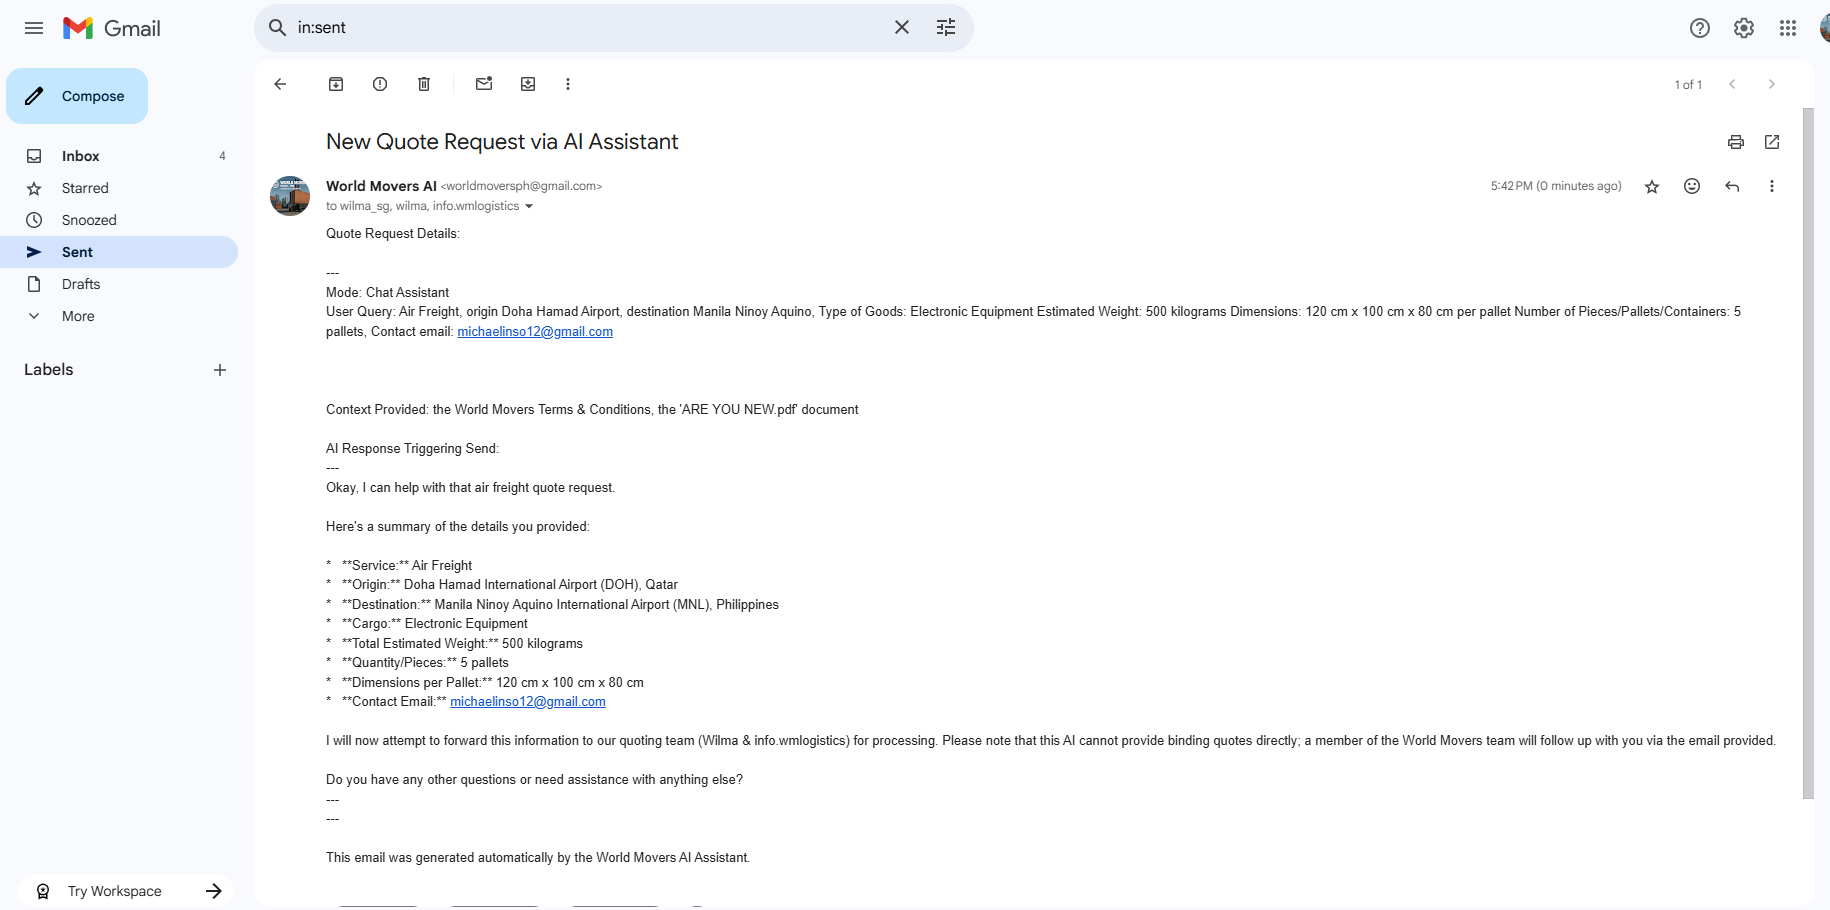 Gmail
in:sent
Compose
Inbox 4
Starred
Snoozed
Sent
Drafts
More
Labels
Try Workspace
1 of 1
New Quote Request via AI Assistant
World Movers AI <worldmoversph@gmail.com>
5:42 PM (0 minutes ago)
to wilma_sg, wilma, info.wmlogistics
Quote Request Details:
---
Mode: Chat Assistant
User Query: Air Freight, origin Doha Hamad Airport, destination Manila Ninoy Aquino, Type of Goods: Electronic Equipment Estimated Weight: 500 kilograms Dimensions: 120 cm x 100 cm x 80 cm per pallet Number of Pieces/Pallets/Containers: 5
pallets, Contact email: michaelinso12@gmail.com
Context Provided: the World Movers Terms & Conditions, the 'ARE YOU NEW.pdf' document
AI Response Triggering Send:
---
Okay, I can help with that air freight quote request.
Here's a summary of the details you provided:
* **Service:** Air Freight
* **Origin:** Doha Hamad International Airport (DOH), Qatar
* **Destination:** Manila Ninoy Aquino International Airport (MNL), Philippines
* **Cargo:** Electronic Equipment
* **Total Estimated Weight:** 500 kilograms
* **Quantity/Pieces:** 5 pallets
* **Dimensions per Pallet:** 120 cm x 100 cm x 80 cm
* **Contact Email:** michaelinso12@gmail.com
I will now attempt to forward this information to our quoting team (Wilma & info.wmlogistics) for processing. Please note that this AI cannot provide binding quotes directly; a member of the World Movers team will follow up with you via the email provided.
Do you have any other questions or need assistance with anything else?
---
---
This email was generated automatically by the World Movers AI Assistant.